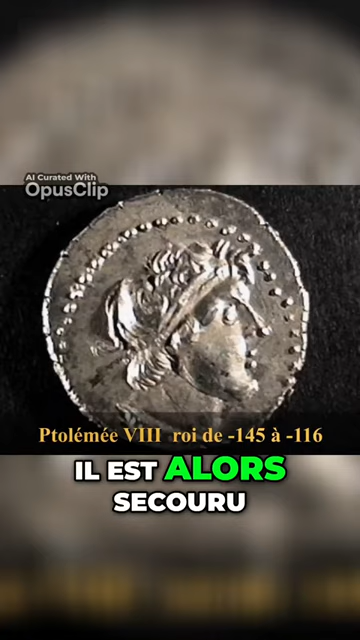 AI Curated With
OpusClip
Ptolémée VIII roi de -145 à -116
IL EST ALORS
SECOURU